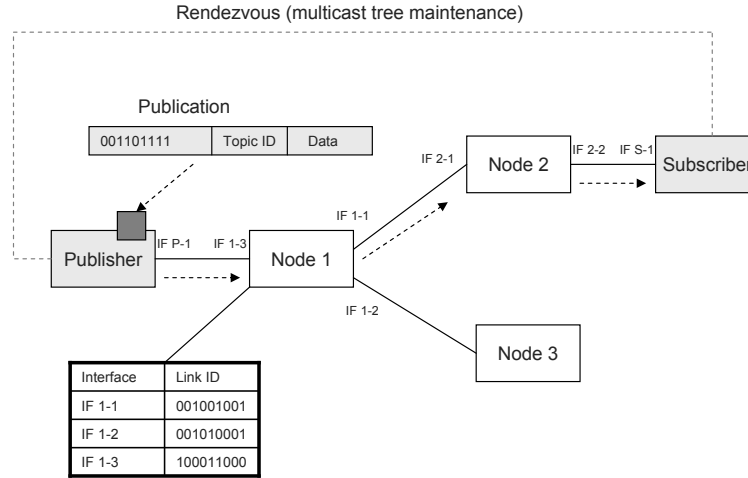 Rendezvous (multicast tree maintenance)
Publication
001101111 Topic ID Data
IF 2-1
Node 2
IF 2-2 IF S-1
Subscriber
IF 1-1
Publisher
IF P-1 IF 1-3
Node 1
IF 1-2
Node 3
Interface Link ID
IF 1-1 001001001
IF 1-2 001010001
IF 1-3 100011000